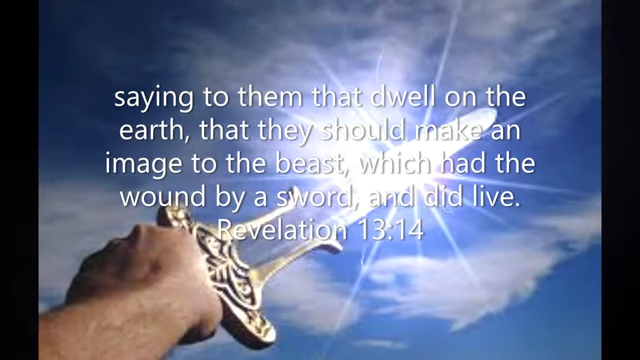 saying to them that dwell on the
earth, that they should make an
image to the beast, which had the
wound by a sword, and did live.
Revelation 13:14